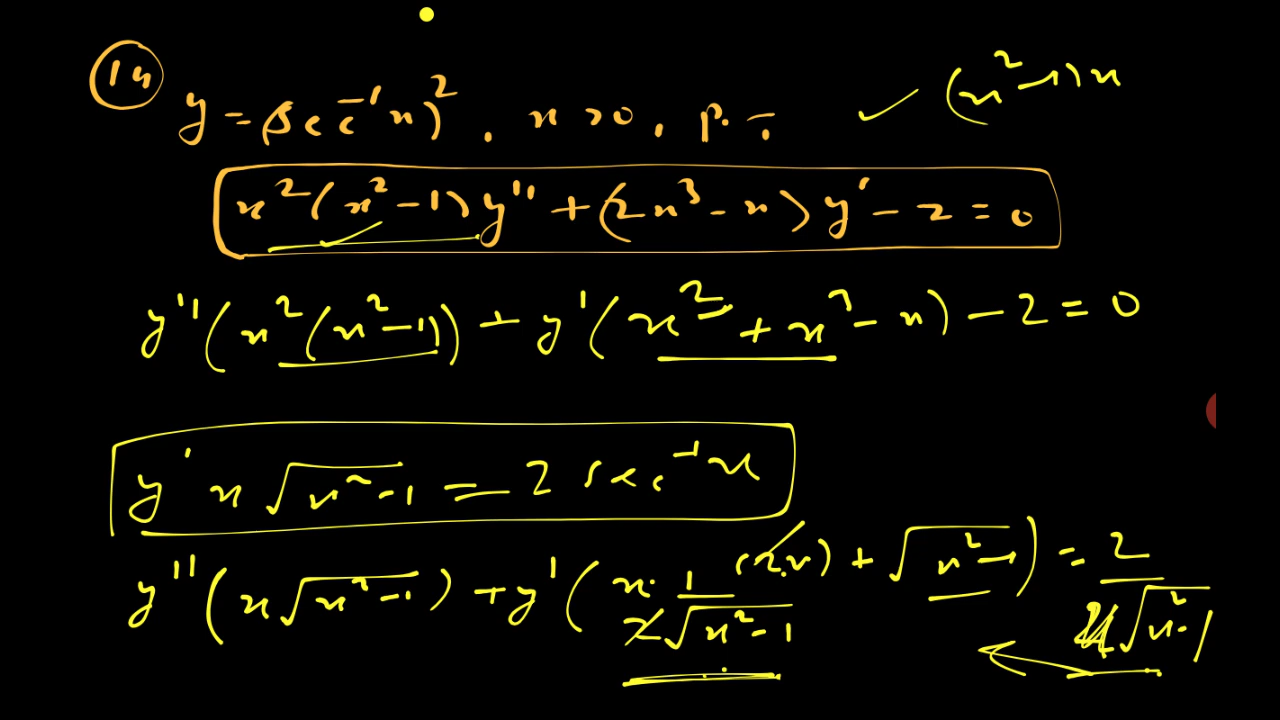 14
y = (sec⁻¹x)², x > 0, p.T
(x²-1)x
x²(x²-1)y'' + (2x³-x)y' - 2 = 0
y''(x²(x²-1)) + y'(x³ + x³ - x) - 2 = 0
y' x√(x²-1) = 2 sec⁻¹x
y''(x√(x²-1)) + y'(x·1/(2√(x²-1)) (2x) + √(x²-1)) = 2/(x√(x²-1))